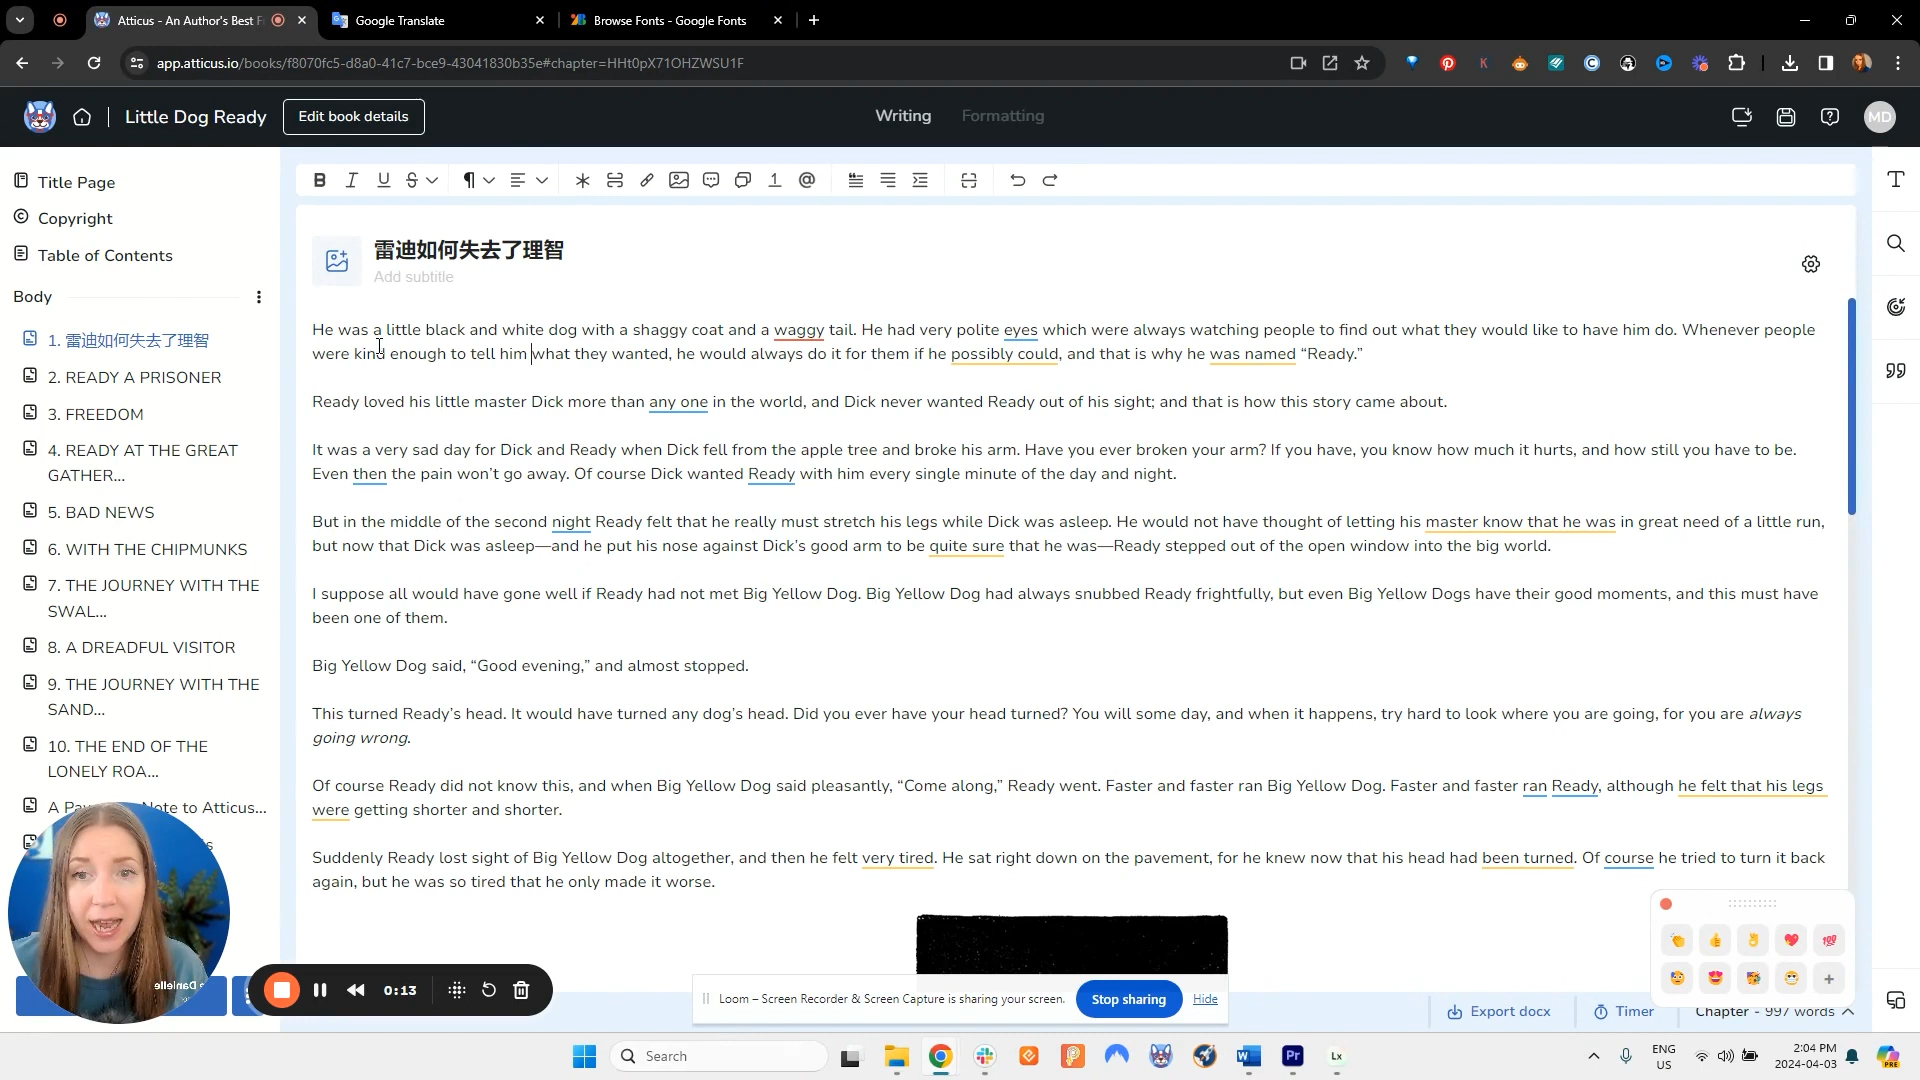 Atticus - An Author's Best F
Google Translate
Browse Fonts - Google Fonts
app.atticus.io/books/f8070fc5-d8a0-41c7-bce9-43041830b35e#chapter=HHt0pX71OHZWSU1F
Little Dog Ready
Edit book details
Writing
Formatting
MD
Title Page
Copyright
Table of Contents
Body
1. 雷迪如何失去了理智
2. READY A PRISONER
3. FREEDOM
4. READY AT THE GREAT
GATHER...
5. BAD NEWS
6. WITH THE CHIPMUNKS
7. THE JOURNEY WITH THE
SWAL...
8. A DREADFUL VISITOR
9. THE JOURNEY WITH THE
SAND...
10. THE END OF THE
LONELY ROA...
Note to Atticus...
雷迪如何失去了理智
Add subtitle
He was a little black and white dog with a shaggy coat and a waggy tail. He had very polite eyes which were always watching people to find out what they would like to have him do. Whenever people
were kind enough to tell him what they wanted, he would always do it for them if he possibly could, and that is why he was named “Ready.”
Ready loved his little master Dick more than any one in the world, and Dick never wanted Ready out of his sight; and that is how this story came about.
It was a very sad day for Dick and Ready when Dick fell from the apple tree and broke his arm. Have you ever broken your arm? If you have, you know how much it hurts, and how still you have to be.
Even then the pain won’t go away. Of course Dick wanted Ready with him every single minute of the day and night.
But in the middle of the second night Ready felt that he really must stretch his legs while Dick was asleep. He would not have thought of letting his master know that he was in great need of a little run,
but now that Dick was asleep—and he put his nose against Dick’s good arm to be quite sure that he was—Ready stepped out of the open window into the big world.
I suppose all would have gone well if Ready had not met Big Yellow Dog. Big Yellow Dog had always snubbed Ready frightfully, but even Big Yellow Dogs have their good moments, and this must have
been one of them.
Big Yellow Dog said, “Good evening,” and almost stopped.
This turned Ready’s head. It would have turned any dog’s head. Did you ever have your head turned? You will some day, and when it happens, try hard to look where you are going, for you are always
going wrong.
Of course Ready did not know this, and when Big Yellow Dog said pleasantly, “Come along,” Ready went. Faster and faster ran Big Yellow Dog. Faster and faster ran Ready, although he felt that his legs
were getting shorter and shorter.
Suddenly Ready lost sight of Big Yellow Dog altogether, and then he felt very tired. He sat right down on the pavement, for he knew now that his head had been turned. Of course he tried to turn it back
again, but he was so tired that he only made it worse.
0:13
Loom – Screen Recorder & Screen Capture is sharing your screen.
Stop sharing
Hide
Export docx
Timer
Chapter - 997 words
Search
ENG
US
2:04 PM
2024-04-03